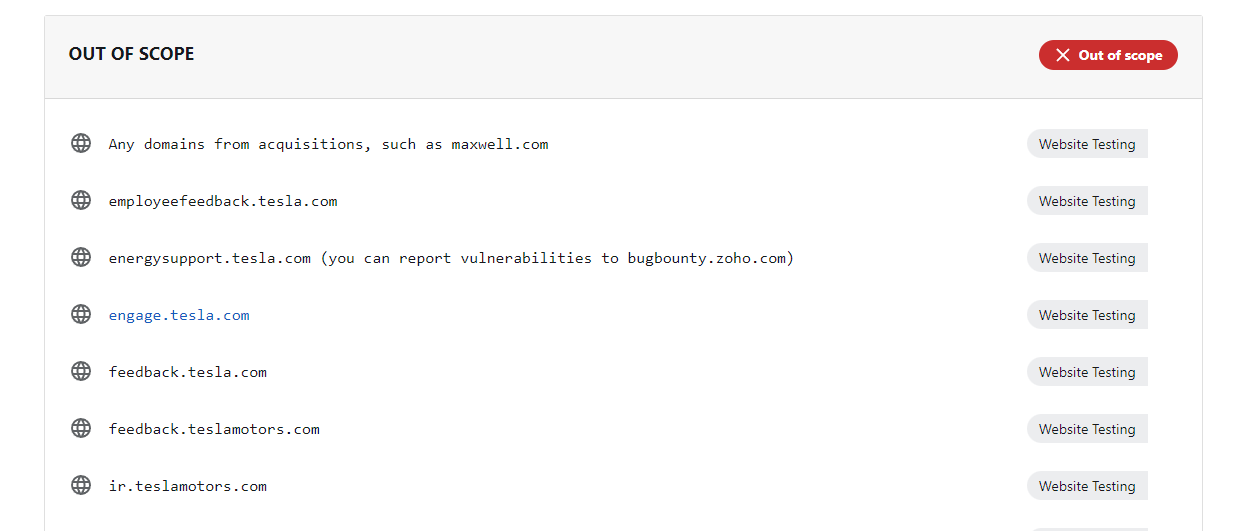 OUT OF SCOPE
Out of scope
Any domains from acquisitions, such as maxwell.com
Website Testing
employeefeedback.tesla.com
Website Testing
energysupport.tesla.com (you can report vulnerabilities to bugbounty.zoho.com)
Website Testing
engage.tesla.com
Website Testing
feedback.tesla.com
Website Testing
feedback.teslamotors.com
Website Testing
ir.teslamotors.com
Website Testing